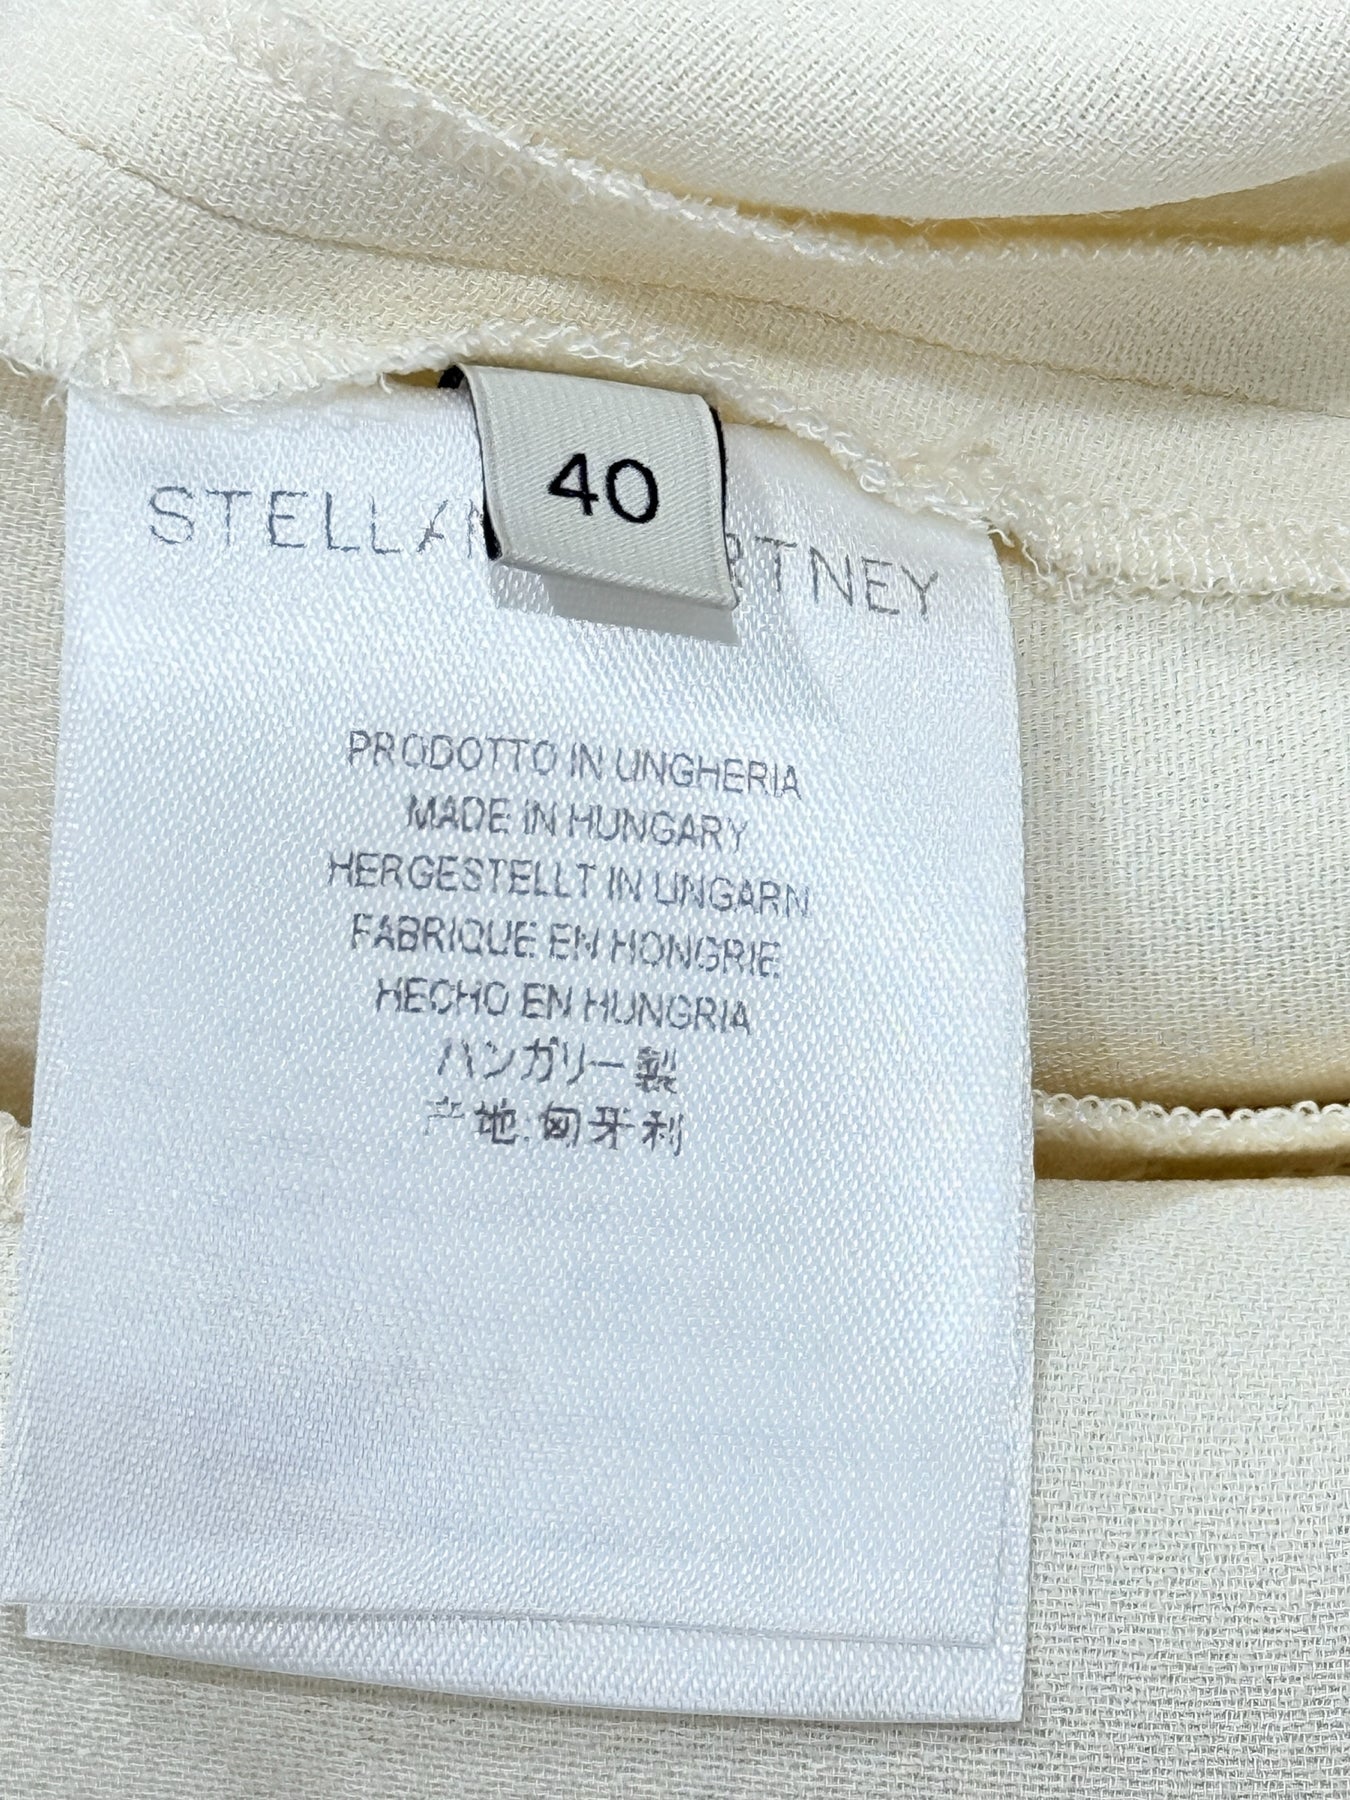 40
STELLA RTNEY
PRODOTTO IN UNGHERIA
MADE IN HUNGARY
HERGESTELLT IN UNGARN
FABRIQUE EN HONGRIE
HECHO EN HUNGRIA
ハンガリー製
产地:匈牙利